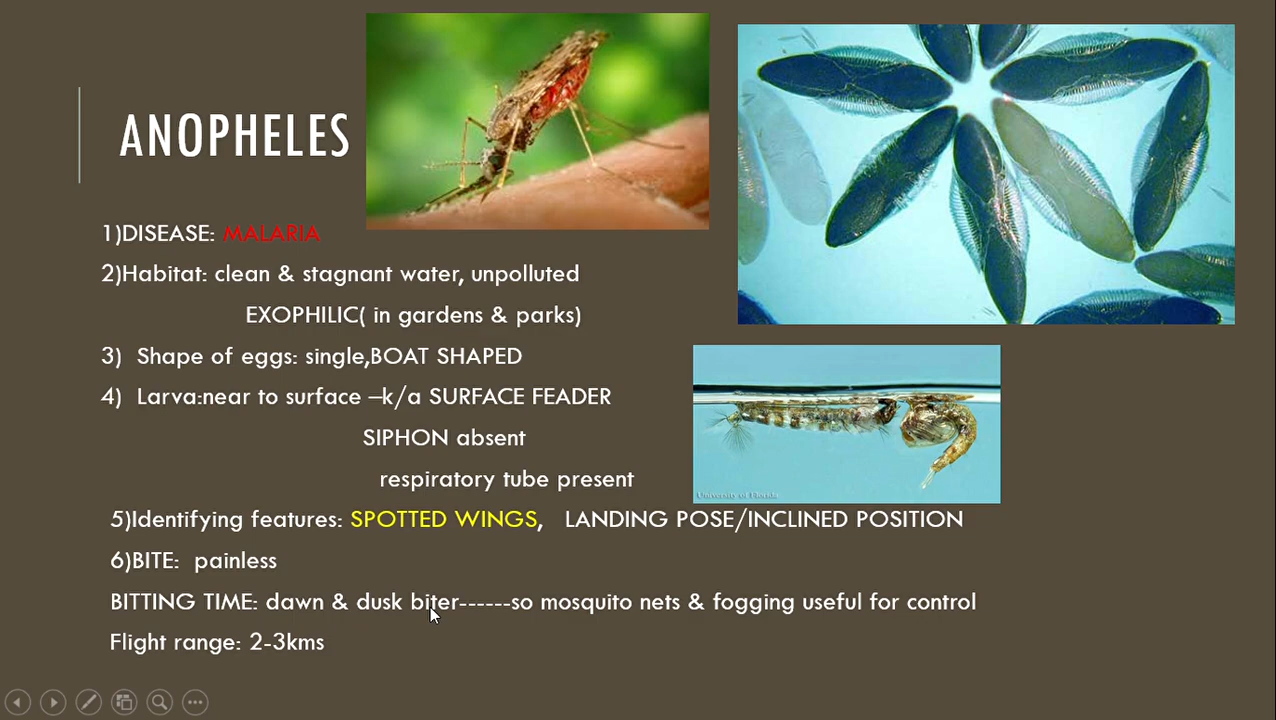 ANOPHELES
1)DISEASE: MALARIA
2)Habitat: clean & stagnant water, unpolluted
EXOPHILIC( in gardens & parks)
3) Shape of eggs: single,BOAT SHAPED
4) Larva:near to surface –k/a SURFACE FEADER
SIPHON absent
respiratory tube present
University of Florida
5)Identifying features: SPOTTED WINGS, LANDING POSE/INCLINED POSITION
6)BITE: painless
BITTING TIME: dawn & dusk biter------so mosquito nets & fogging useful for control
Flight range: 2-3kms